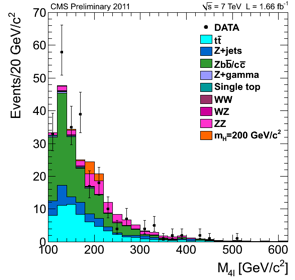 CMS Preliminary 2011 √s = 7 TeV L = 1.66 fb⁻¹
Events/20 GeV/c²
70
60
50
40
30
20
10
0
DATA
tt̄
Z+jets
Zbb̄/cc̄
Z+gamma
Single top
WW
WZ
ZZ
m_H=200 GeV/c²
100 200 300 400 500 600
M_4l [GeV/c²]